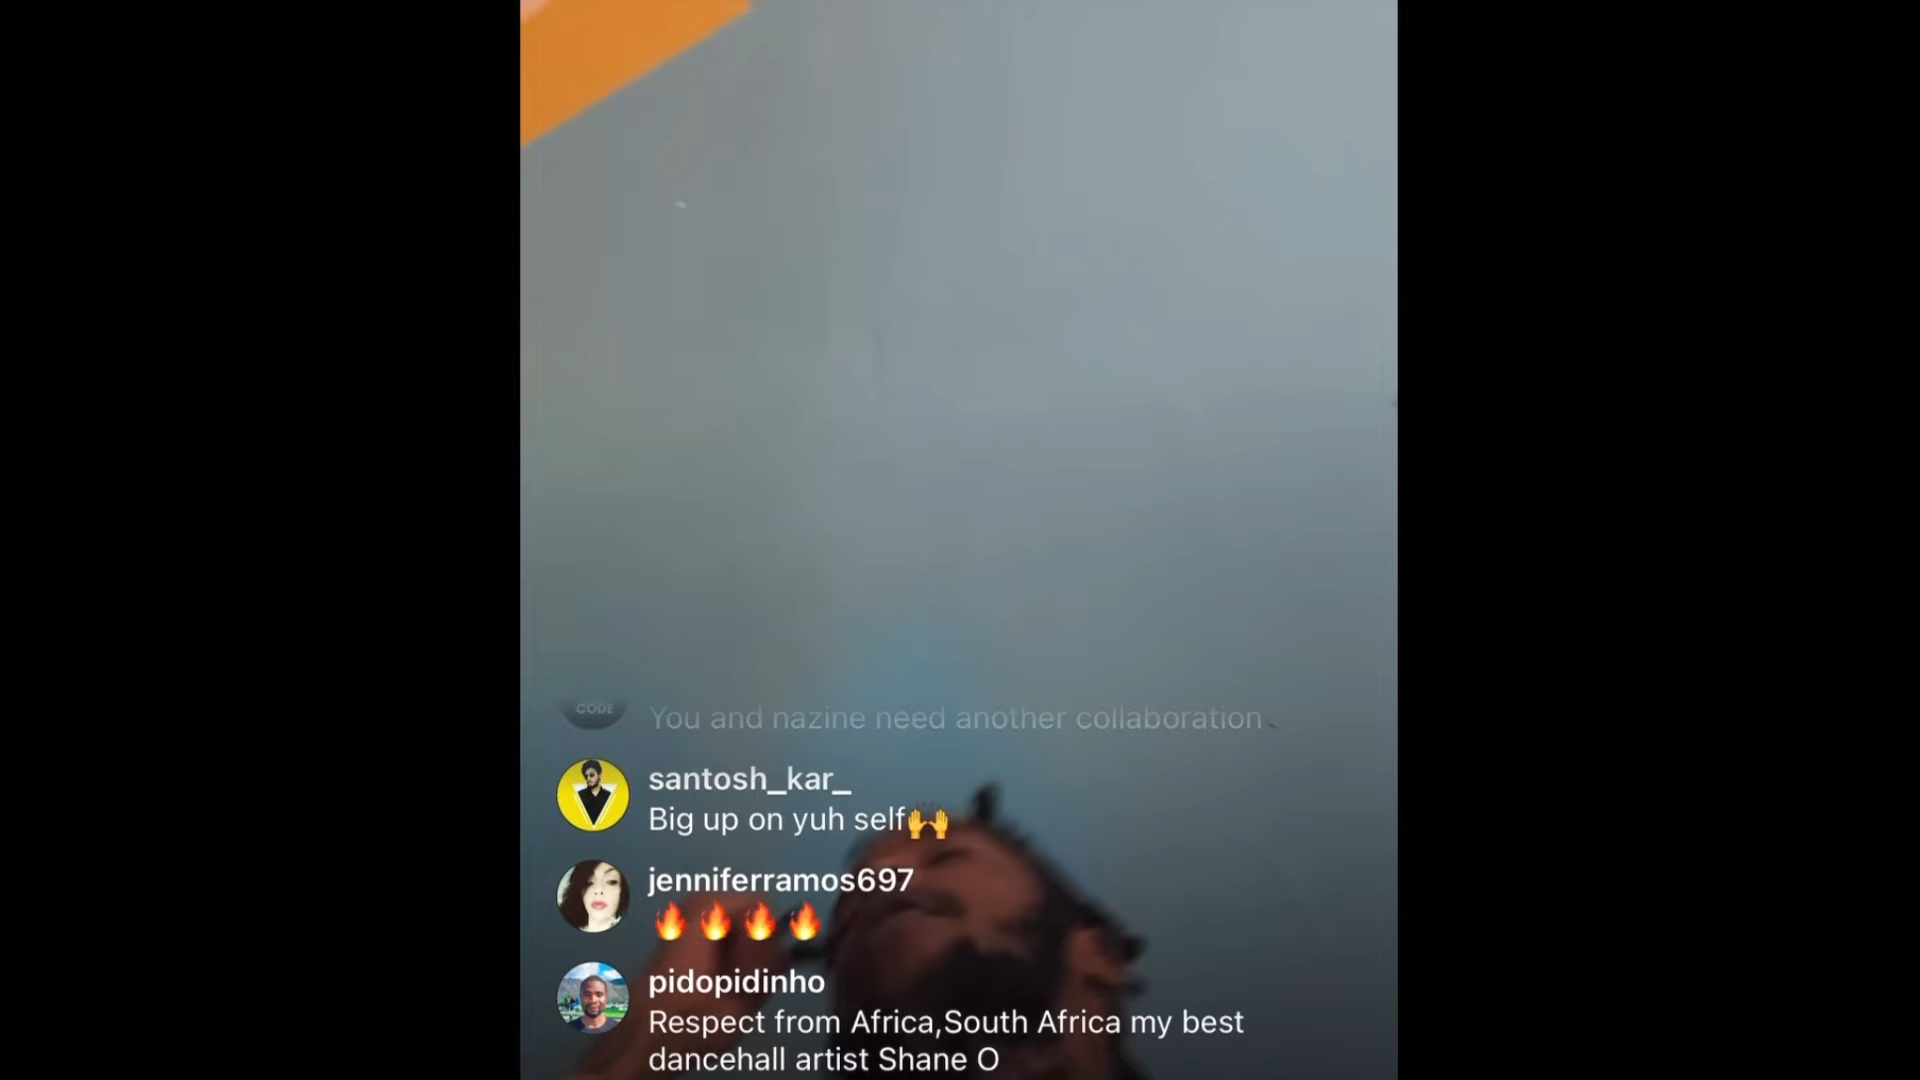 CODE
You and nazine need another collaboration
santosh_kar_
Big up on yuh self🙌
jenniferramos697
🔥🔥🔥🔥
pidopidinho
Respect from Africa,South Africa my best
dancehall artist Shane O